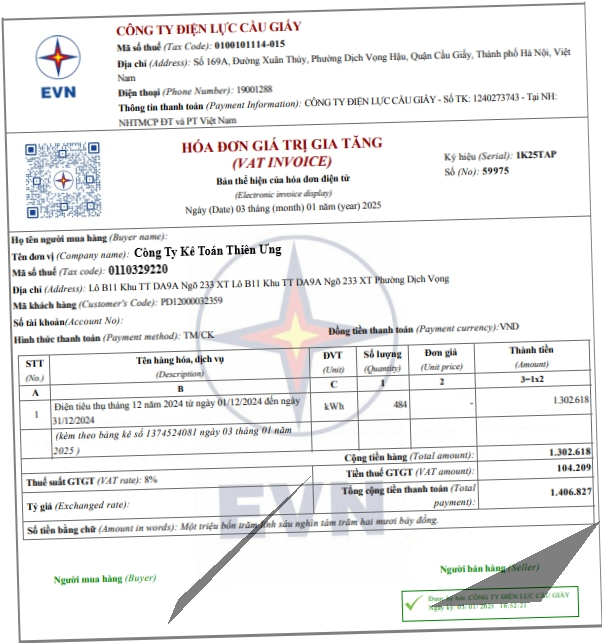 CÔNG TY ĐIỆN LỰC CẦU GIẤY
Mã số thuế (Tax Code): 0100101114-015
Địa chỉ (Address): Số 169A, Đường Xuân Thủy, Phường Dịch Vọng Hậu, Quận Cầu Giấy, Thành phố Hà Nội, Việt
Nam
Điện thoại (Phone Number): 19001288
Thông tin thanh toán (Payment Information): CÔNG TY ĐIỆN LỰC CẦU GIẤY - Số TK: 1240273743 - Tại NH:
NHTMCP ĐT và PT Việt Nam
EVN
HÓA ĐƠN GIÁ TRỊ GIA TĂNG
(VAT INVOICE)
Bản thể hiện của hóa đơn điện tử
(Electronic invoice display)
Ngày (Date) 03 tháng (month) 01 năm (year) 2025
Ký hiệu (Serial): 1K25TAP
Số (No): 59975
Họ tên người mua hàng (Buyer name):
Tên đơn vị (Company name): Công Ty Kế Toán Thiên Ưng
Mã số thuế (Tax code): 0110329220
Địa chỉ (Address): Lô B11 Khu TT DA9A Ngõ 233 XT Lô B11 Khu TT DA9A Ngõ 233 XT Phường Dịch Vọng
Mã khách hàng (Customer's Code): PD12000032359
Số tài khoản(Account No):
Hình thức thanh toán (Payment method): TM/CK Đồng tiền thanh toán (Payment currency):VND
STT (No.) Tên hàng hóa, dịch vụ (Description) ĐVT (Unit) Số lượng (Quantity) Đơn giá (Unit price) Thành tiền (Amount)
A B C 1 2 3=1x2
1 Điện tiêu thụ tháng 12 năm 2024 từ ngày 01/12/2024 đến ngày kWh 484 - 1.302.618
31/12/2024
(kèm theo bảng kê số 1374524081 ngày 03 tháng 01 năm
2025 )
Cộng tiền hàng (Total amount): 1.302.618
Thuế suất GTGT (VAT rate): 8% Tiền thuế GTGT (VAT amount): 104.209
Tỷ giá (Exchanged rate): Tổng cộng tiền thanh toán (Total
payment): 1.406.827
Số tiền bằng chữ (Amount in words): Một triệu bốn trăm sáu nghìn tám trăm hai mươi bảy đồng.
EVN
Người mua hàng (Buyer)
Người bán hàng (Seller)
Được ký bởi: CÔNG TY ĐIỆN LỰC CẦU GIẤY
Ngày ký: 03/01/2025 16:52:21